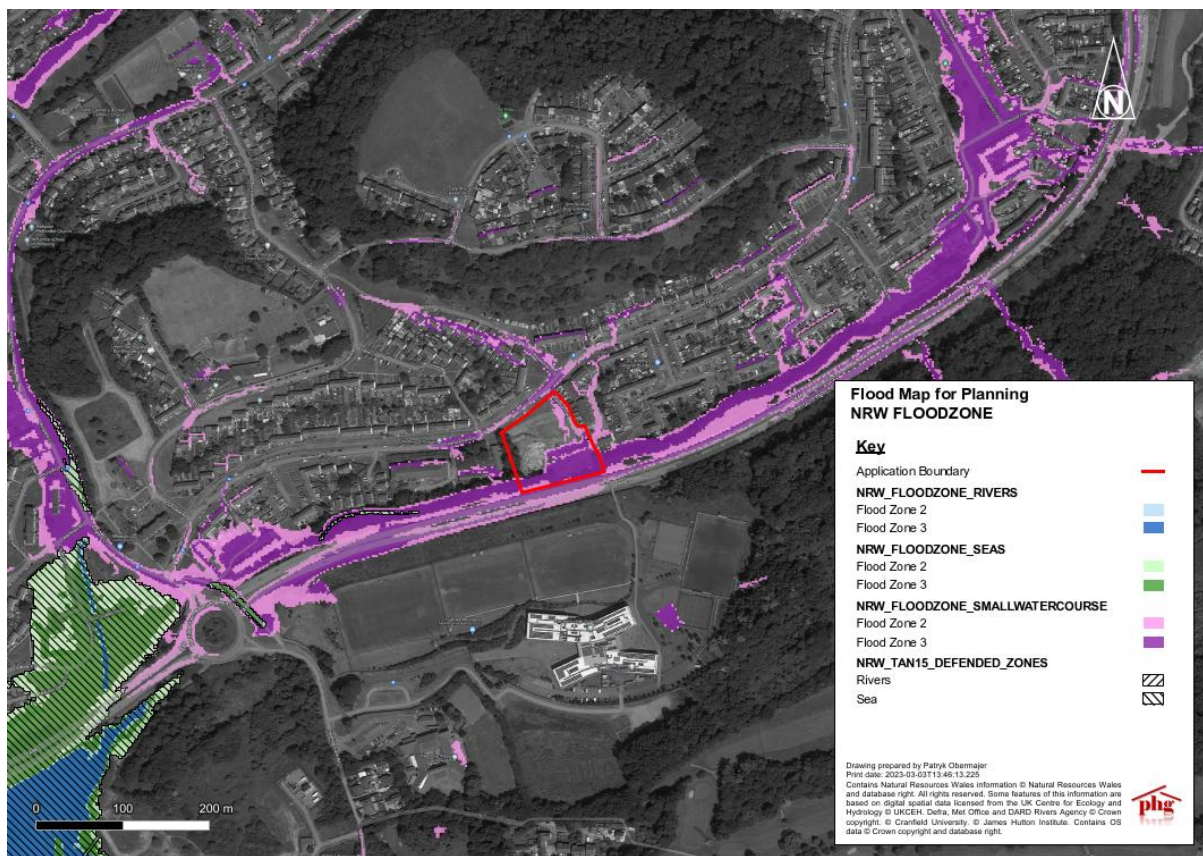 N
Flood Map for Planning
NRW FLOODZONE
Key
Application Boundary
NRW_FLOODZONE_RIVERS
Flood Zone 2
Flood Zone 3
NRW_FLOODZONE_SEAS
Flood Zone 2
Flood Zone 3
NRW_FLOODZONE_SMALLWATERCOURSE
Flood Zone 2
Flood Zone 3
NRW_TAN15_DEFENDED_ZONES
Rivers
Sea
Drawing prepared by Patryk Obermajer
Print date: 2023-03-03T13:46:13.225
Contains Natural Resources Wales information © Natural Resources Wales
and database right. All rights reserved. Some features of this information are
based on digital spatial data licensed from the UK Centre for Ecology and
Hydrology © UKCEH. Defra, Met Office and DARD Rivers Agency © Crown
copyright. © Cranfield University. © James Hutton Institute. Contains OS
data © Crown copyright and database right.
phg
0 100 200 m